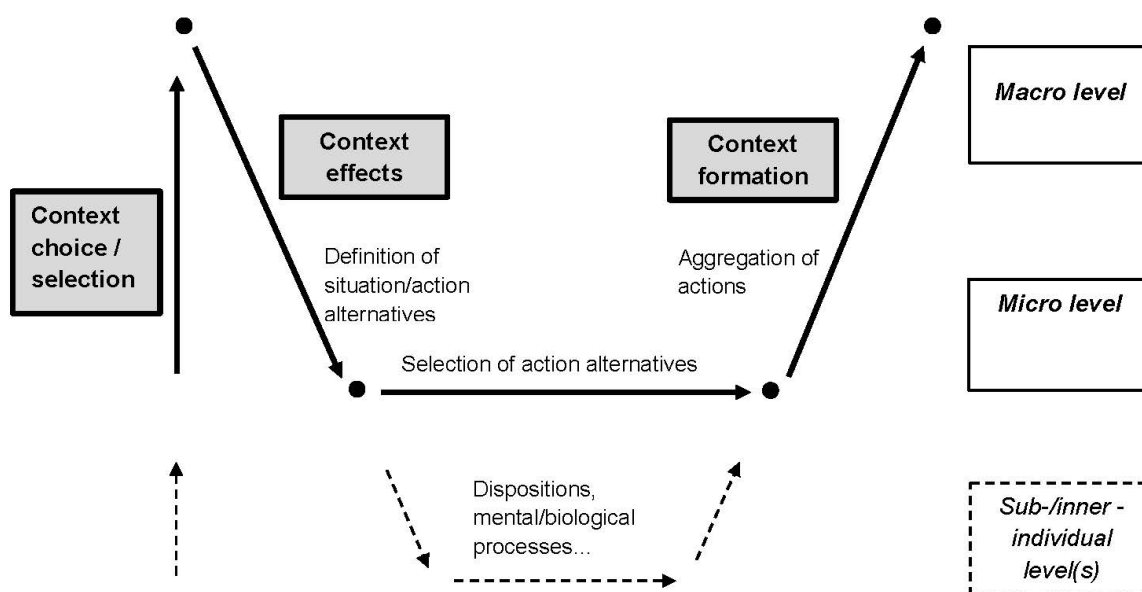 Context
effects
Context
formation
Macro level
Context
choice /
selection
Definition of
situation/action
alternatives
Aggregation of
actions
Micro level
Selection of action alternatives
Dispositions,
mental/biological
processes...
Sub-/inner -
individual
level(s)